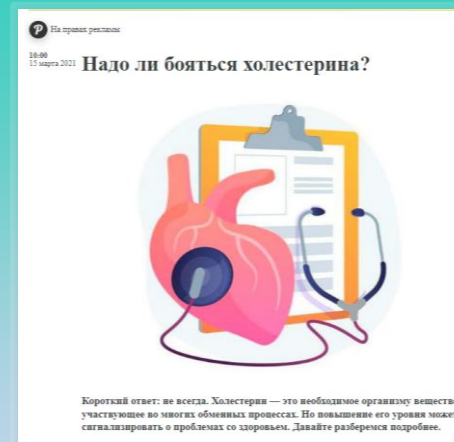 На правах рекламы
10:00
15 марта 2021
Надо ли бояться холестерина?
Короткий ответ: не всегда. Холестерин — это необходимое организму вещество
участвующее во многих обменных процессах. Но повышение его уровня может
сигнализировать о проблемах со здоровьем. Давайте разберемся подробнее.